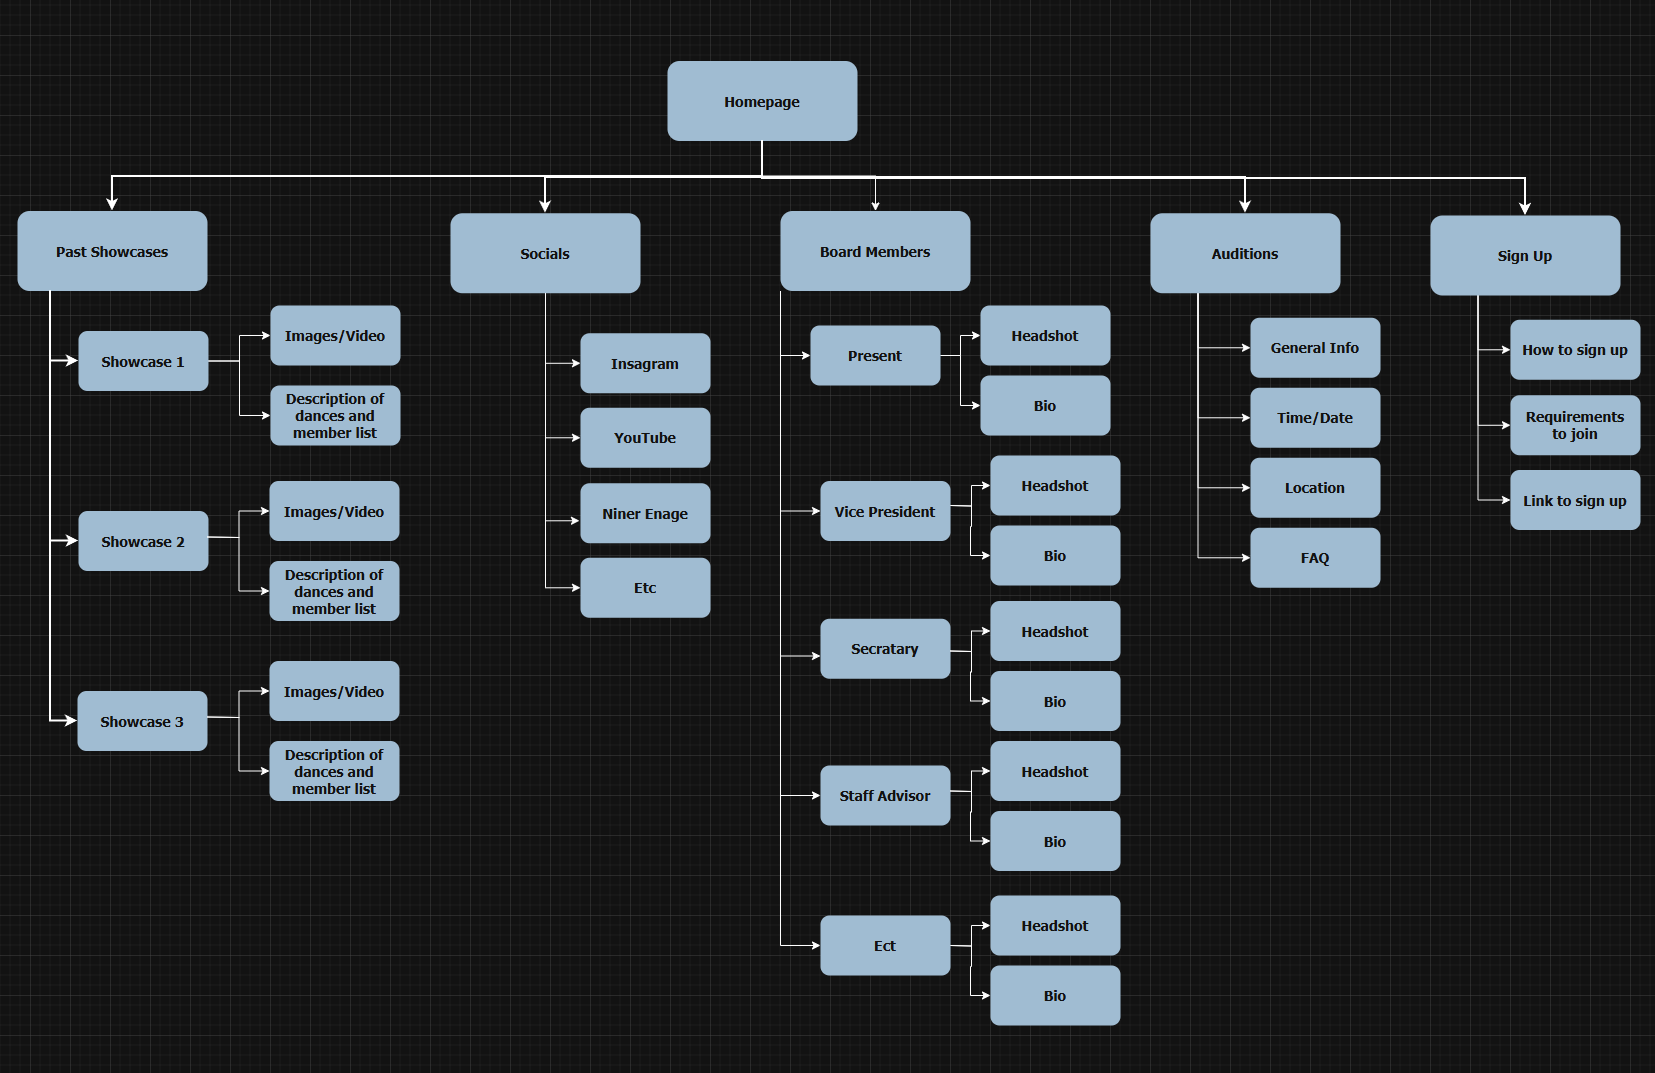 Homepage
Past Showcases
Socials
Board Members
Auditions
Sign Up
Showcase 1
Images/Video
Description of
dances and
member list
Showcase 2
Images/Video
Description of
dances and
member list
Showcase 3
Images/Video
Description of
dances and
member list
Insagram
YouTube
Niner Enage
Etc
Present
Headshot
Bio
Vice President
Headshot
Bio
Secratary
Headshot
Bio
Staff Advisor
Headshot
Bio
Ect
Headshot
Bio
General Info
Time/Date
Location
FAQ
How to sign up
Requirements
to join
Link to sign up